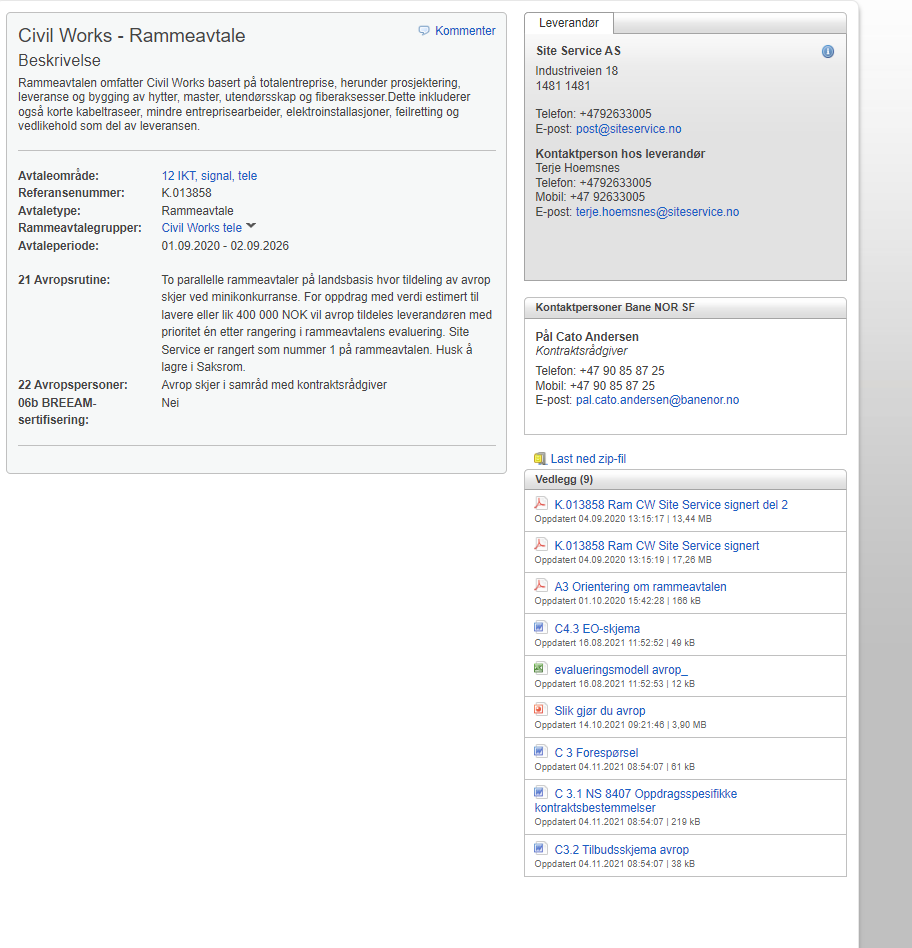 Civil Works - Rammeavtale
Kommenter
Beskrivelse
Rammeavtalen omfatter Civil Works basert på totalentreprise, herunder prosjektering,
leveranse og bygging av hytter, master, utendørsskap og fiberaksesser.Dette inkluderer
også korte kabeltraseer, mindre entreprisearbeider, elektroinstallasjoner, feilretting og
vedlikehold som del av leveransen.
Avtaleområde: 12 IKT, signal, tele
Referansenummer: K.013858
Avtaletype: Rammeavtale
Rammeavtalegrupper: Civil Works tele
Avtaleperiode: 01.09.2020 - 02.09.2026
21 Avropsrutine: To parallelle rammeavtaler på landsbasis hvor tildeling av avrop
skjer ved minikonkurranse. For oppdrag med verdi estimert til
lavere eller lik 400 000 NOK vil avrop tildeles leverandøren med
prioritet én etter rangering i rammeavtalens evaluering. Site
Service er rangert som nummer 1 på rammeavtalen. Husk å
lagre i Saksrom.
22 Avropspersoner: Avrop skjer i samråd med kontraktsrådgiver
06b BREEAM- Nei
sertifisering:
Leverandør
Site Service AS
Industriveien 18
1481 1481
Telefon: +4792633005
E-post: post@siteservice.no
Kontaktperson hos leverandør
Terje Hoemsnes
Telefon: +4792633005
Mobil: +47 92633005
E-post: terje.hoemsnes@siteservice.no
Kontaktpersoner Bane NOR SF
Pål Cato Andersen
Kontraktsrådgiver
Telefon: +47 90 85 87 25
Mobil: +47 90 85 87 25
E-post: pal.cato.andersen@banenor.no
Last ned zip-fil
Vedlegg (9)
K.013858 Ram CW Site Service signert del 2
Oppdatert 04.09.2020 13:15:17 | 13,44 MB
K.013858 Ram CW Site Service signert
Oppdatert 04.09.2020 13:15:19 | 17,26 MB
A3 Orientering om rammeavtalen
Oppdatert 01.10.2020 15:42:28 | 166 kB
C4.3 EO-skjema
Oppdatert 16.08.2021 11:52:52 | 49 kB
evalueringsmodell avrop_
Oppdatert 16.08.2021 11:52:53 | 12 kB
Slik gjør du avrop
Oppdatert 14.10.2021 09:21:46 | 3,90 MB
C 3 Forespørsel
Oppdatert 04.11.2021 08:54:07 | 61 kB
C 3.1 NS 8407 Oppdragsspesifikke
kontraktsbestemmelser
Oppdatert 04.11.2021 08:54:07 | 219 kB
C3.2 Tilbudsskjema avrop
Oppdatert 04.11.2021 08:54:07 | 38 kB